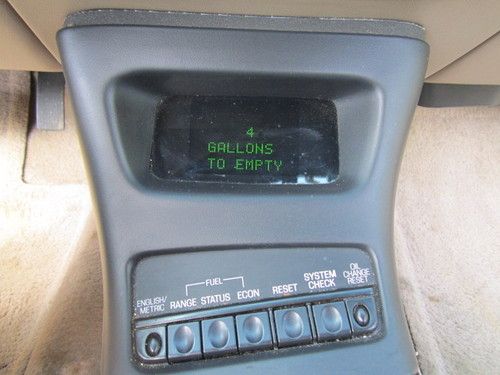 4
GALLONS
TO EMPTY
FUEL
ENGLISH/
METRIC
RANGE
STATUS
ECON
RESET
SYSTEM
CHECK
OIL
CHANGE
RESET